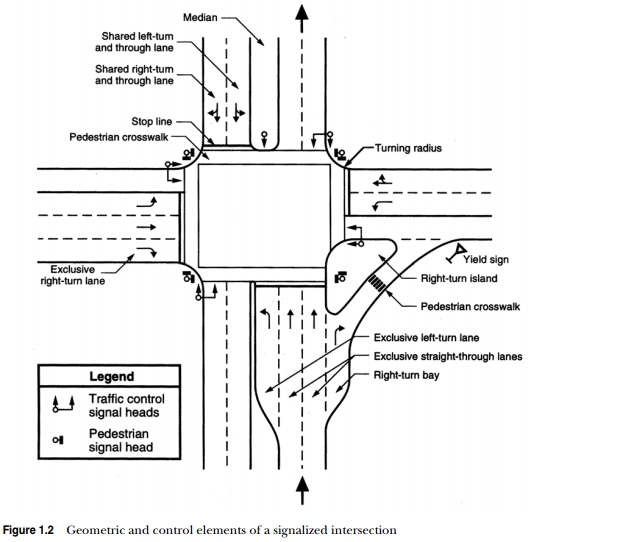 Median
Shared left-turn
and through lane
Shared right-turn
and through lane
Stop line
Pedestrian crosswalk
Turning radius
Yield sign
Exclusive
right-turn lane
Right-turn island
Pedestrian crosswalk
Exclusive left-turn lane
Exclusive straight-through lanes
Right-turn bay
Legend
Traffic control
signal heads
Pedestrian
signal head
Figure 1.2 Geometric and control elements of a signalized intersection